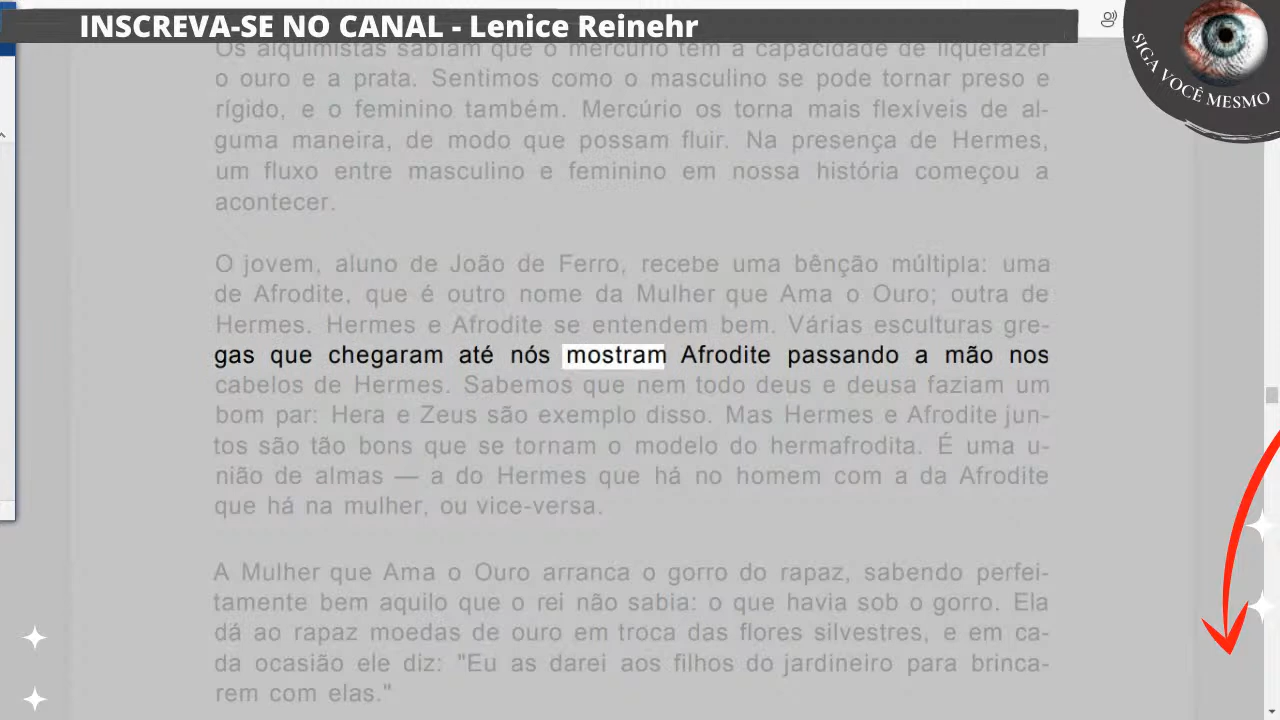 INSCREVA-SE NO CANAL - Lenice Reinehr
SIGA VOCÊ MESMO
Os alquimistas sabiam que o mercúrio tem a capacidade de liquefazer
o ouro e a prata. Sentimos como o masculino se pode tornar preso e
rígido, e o feminino também. Mercúrio os torna mais flexíveis de al-
guma maneira, de modo que possam fluir. Na presença de Hermes,
um fluxo entre masculino e feminino em nossa história começou a
acontecer.
O jovem, aluno de João de Ferro, recebe uma bênção múltipla: uma
de Afrodite, que é outro nome da Mulher que Ama o Ouro; outra de
Hermes. Hermes e Afrodite se entendem bem. Várias esculturas gre-
gas que chegaram até nós mostram Afrodite passando a mão nos
cabelos de Hermes. Sabemos que nem todo deus e deusa faziam um
bom par: Hera e Zeus são exemplo disso. Mas Hermes e Afrodite jun-
tos são tão bons que se tornam o modelo do hermafrodita. É uma u-
nião de almas — a do Hermes que há no homem com a da Afrodite
que há na mulher, ou vice-versa.
A Mulher que Ama o Ouro arranca o gorro do rapaz, sabendo perfei-
tamente bem aquilo que o rei não sabia: o que havia sob o gorro. Ela
dá ao rapaz moedas de ouro em troca das flores silvestres, e em ca-
da ocasião ele diz: "Eu as darei aos filhos do jardineiro para brinca-
rem com elas."